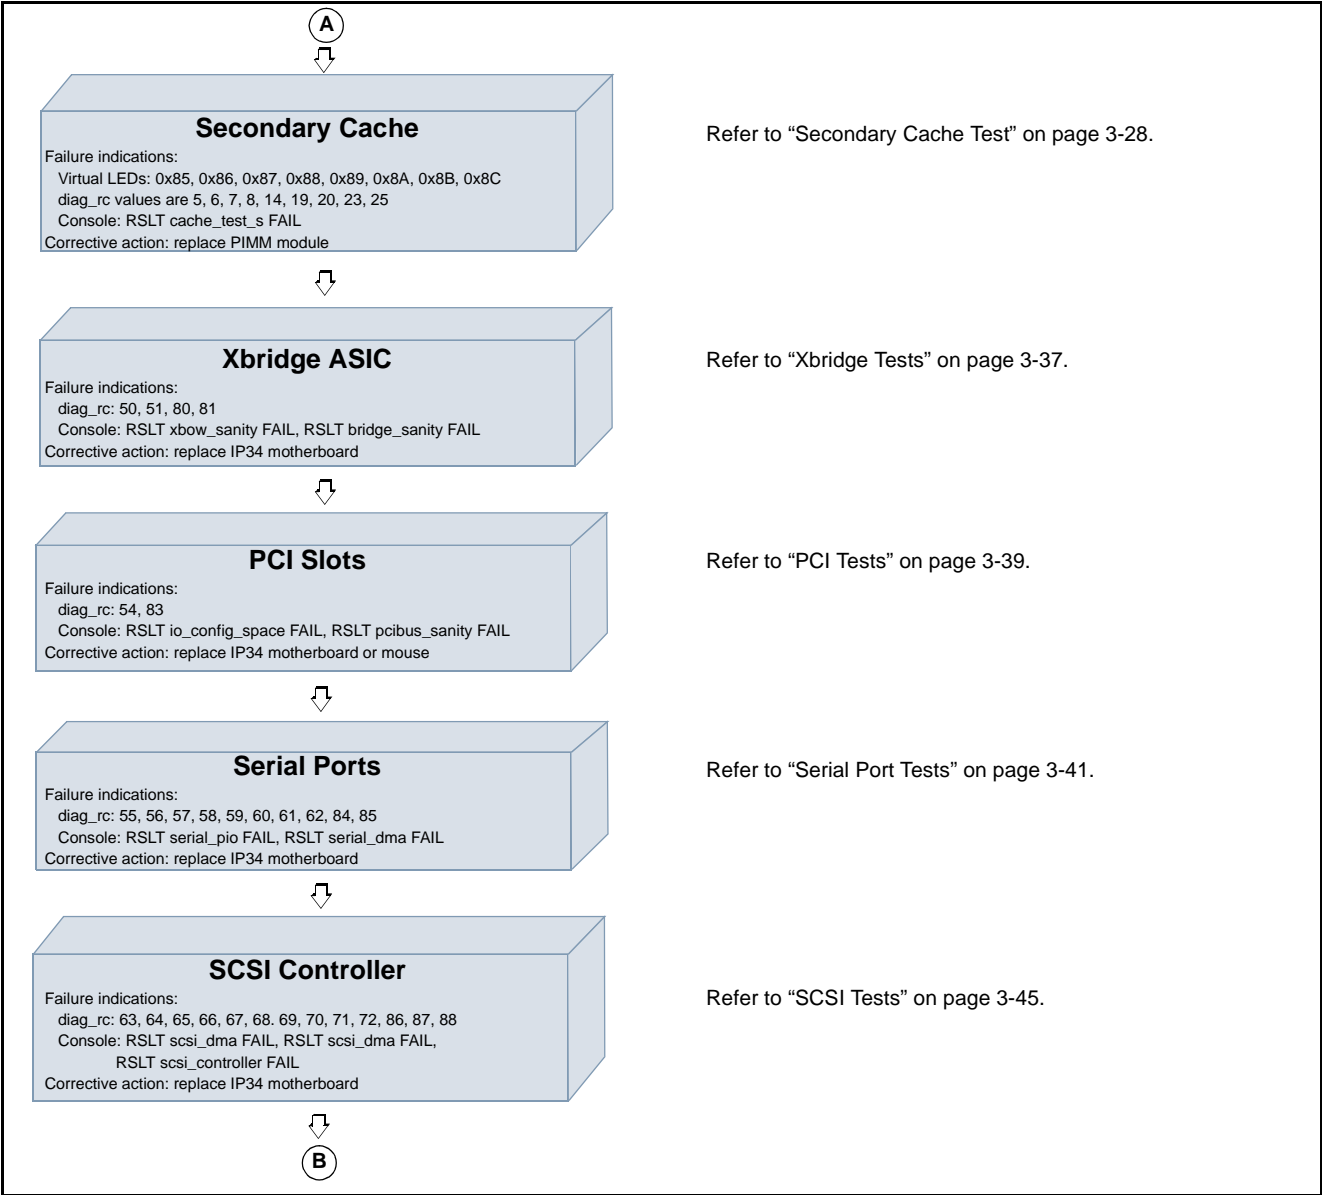 A
Secondary Cache
Failure indications:
Virtual LEDs: 0x85, 0x86, 0x87, 0x88, 0x89, 0x8A, 0x8B, 0x8C
diag_rc values are 5, 6, 7, 8, 14, 19, 20, 23, 25
Console: RSLT cache_test_s FAIL
Corrective action: replace PIMM module
Refer to “Secondary Cache Test” on page 3-28.
Xbridge ASIC
Failure indications:
diag_rc: 50, 51, 80, 81
Console: RSLT xbow_sanity FAIL, RSLT bridge_sanity FAIL
Corrective action: replace IP34 motherboard
Refer to “Xbridge Tests” on page 3-37.
PCI Slots
Failure indications:
diag_rc: 54, 83
Console: RSLT io_config_space FAIL, RSLT pcibus_sanity FAIL
Corrective action: replace IP34 motherboard or mouse
Refer to “PCI Tests” on page 3-39.
Serial Ports
Failure indications:
diag_rc: 55, 56, 57, 58, 59, 60, 61, 62, 84, 85
Console: RSLT serial_pio FAIL, RSLT serial_dma FAIL
Corrective action: replace IP34 motherboard
Refer to “Serial Port Tests” on page 3-41.
SCSI Controller
Failure indications:
diag_rc: 63, 64, 65, 66, 67, 68. 69, 70, 71, 72, 86, 87, 88
Console: RSLT scsi_dma FAIL, RSLT scsi_dma FAIL,
RSLT scsi_controller FAIL
Corrective action: replace IP34 motherboard
Refer to “SCSI Tests” on page 3-45.
B